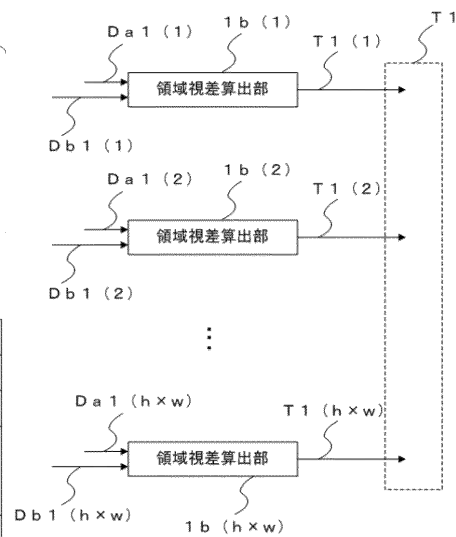 T1
Da1(1)
1b(1)
T1(1)
領域視差算出部
Db1(1)
Da1(2)
1b(2)
T1(2)
領域視差算出部
Db1(2)
⋮
Da1(h×w)
T1(h×w)
領域視差算出部
Db1(h×w)
1b(h×w)